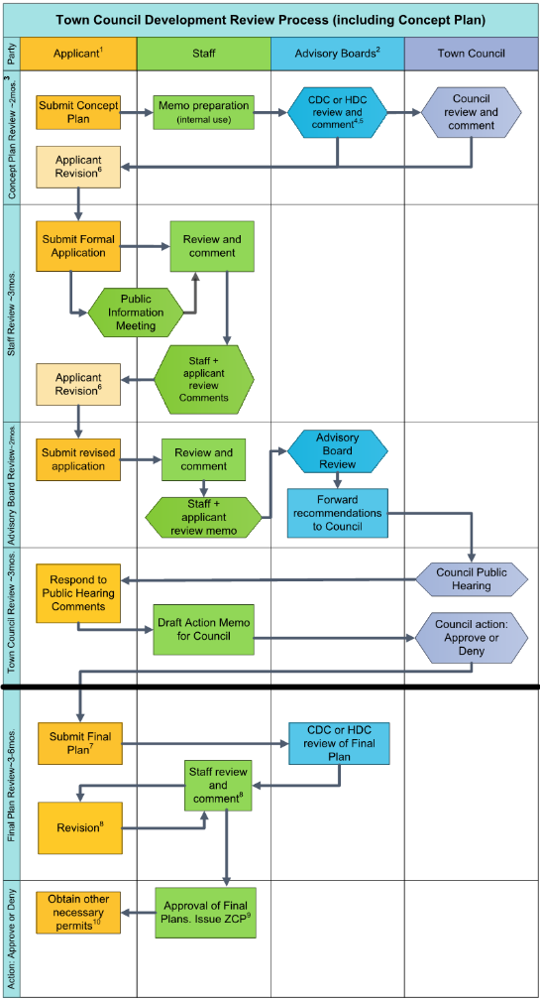 Town Council Development Review Process (including Concept Plan)
Party
Applicant1
Staff
Advisory Boards2
Town Council
Concept Plan Review ~2mos.3
Submit Concept
Plan
Memo preparation
(internal use)
CDC or HDC
review and
comment4,5
Council
review and
comment
Applicant
Revision6
Staff Review ~3mos.
Submit Formal
Application
Review and
comment
Public
Information
Meeting
Staff +
applicant
review
Comments
Applicant
Revision6
Advisory Board Review~2mos.
Submit revised
application
Review and
comment
Advisory
Board
Review
Staff +
applicant
review memo
Forward
recommendations
to Council
Town Council Review ~3mos.
Respond to
Public Hearing
Comments
Council Public
Hearing
Draft Action Memo
for Council
Council action:
Approve or
Deny
Final Plan Review~3-6mos.
Submit Final
Plan7
CDC or HDC
review of Final
Plan
Staff review
and
comment8
Revision8
Action: Approve or Deny
Obtain other
necessary
permits10
Approval of Final
Plans. Issue ZCP9